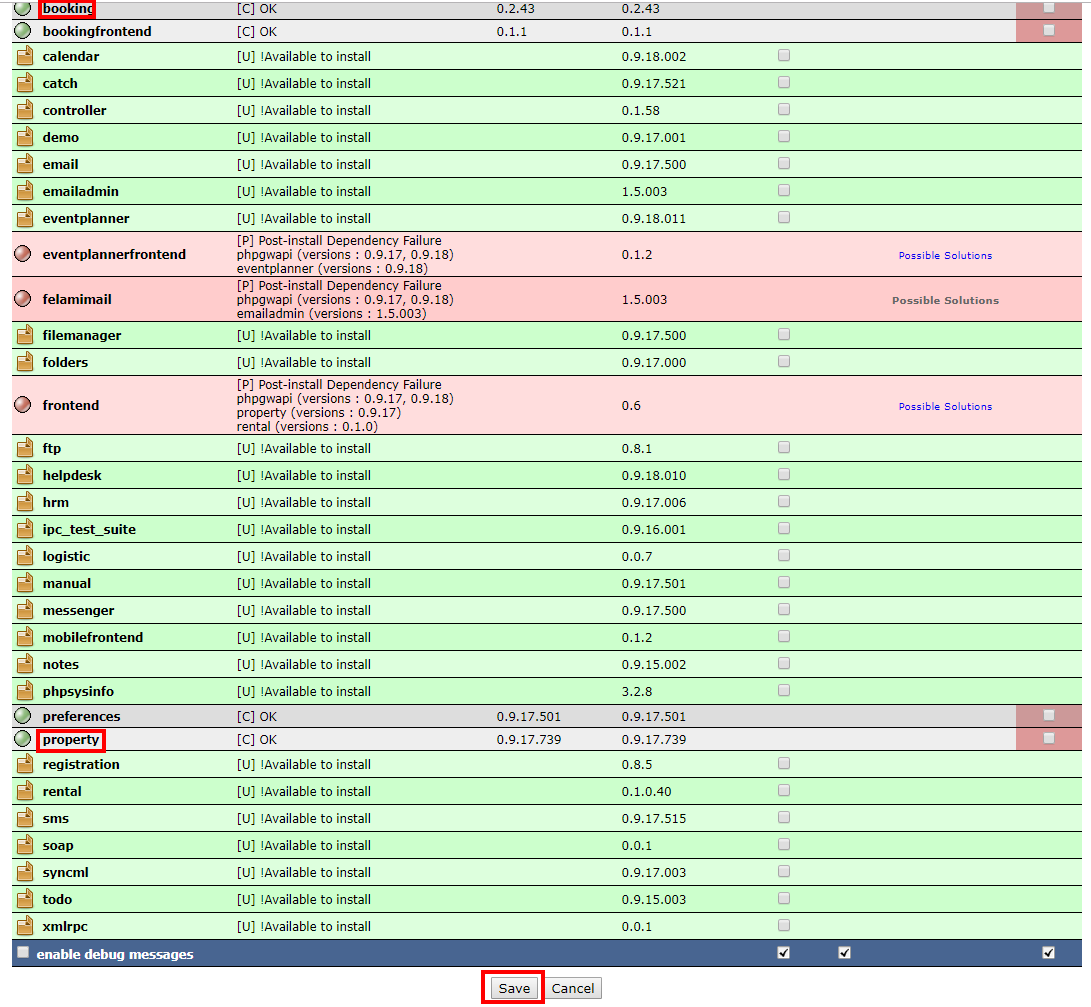 booking [C] OK 0.2.43 0.2.43
bookingfrontend [C] OK 0.1.1 0.1.1
calendar [U] !Available to install 0.9.18.002
catch [U] !Available to install 0.9.17.521
controller [U] !Available to install 0.1.58
demo [U] !Available to install 0.9.17.001
email [U] !Available to install 0.9.17.500
emailadmin [U] !Available to install 1.5.003
eventplanner [U] !Available to install 0.9.18.011
[P] Post-install Dependency Failure
eventplannerfrontend phpgwapi (versions : 0.9.17, 0.9.18) 0.1.2 Possible Solutions
eventplanner (versions : 0.9.18)
[P] Post-install Dependency Failure
felamimail phpgwapi (versions : 0.9.17, 0.9.18) 1.5.003 Possible Solutions
emailadmin (versions : 1.5.003)
filemanager [U] !Available to install 0.9.17.500
folders [U] !Available to install 0.9.17.000
[P] Post-install Dependency Failure
phpgwapi (versions : 0.9.17, 0.9.18)
frontend property (versions : 0.9.17) 0.6 Possible Solutions
rental (versions : 0.1.0)
ftp [U] !Available to install 0.8.1
helpdesk [U] !Available to install 0.9.18.010
hrm [U] !Available to install 0.9.17.006
ipc_test_suite [U] !Available to install 0.9.16.001
logistic [U] !Available to install 0.0.7
manual [U] !Available to install 0.9.17.501
messenger [U] !Available to install 0.9.17.500
mobilefrontend [U] !Available to install 0.1.2
notes [U] !Available to install 0.9.15.002
phpsysinfo [U] !Available to install 3.2.8
preferences [C] OK 0.9.17.501 0.9.17.501
property [C] OK 0.9.17.739 0.9.17.739
registration [U] !Available to install 0.8.5
rental [U] !Available to install 0.1.0.40
sms [U] !Available to install 0.9.17.515
soap [U] !Available to install 0.0.1
syncml [U] !Available to install 0.9.17.003
todo [U] !Available to install 0.9.15.003
xmlrpc [U] !Available to install 0.0.1
enable debug messages
Save Cancel